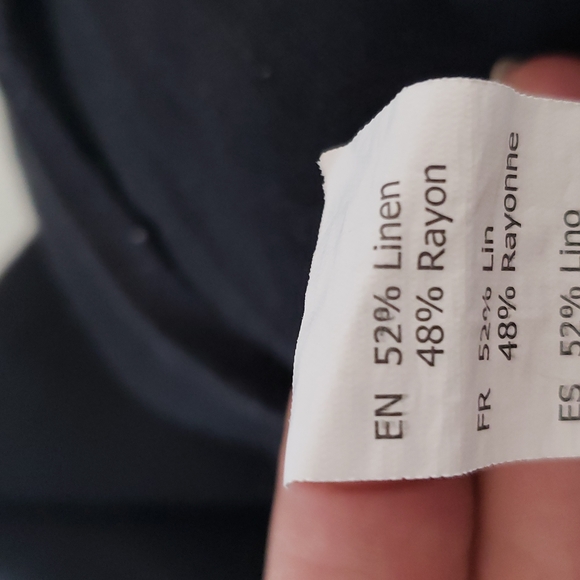 EN 52% Linen
48% Rayon
FR 52% Lin
48% Rayonne
ES 52% Lino